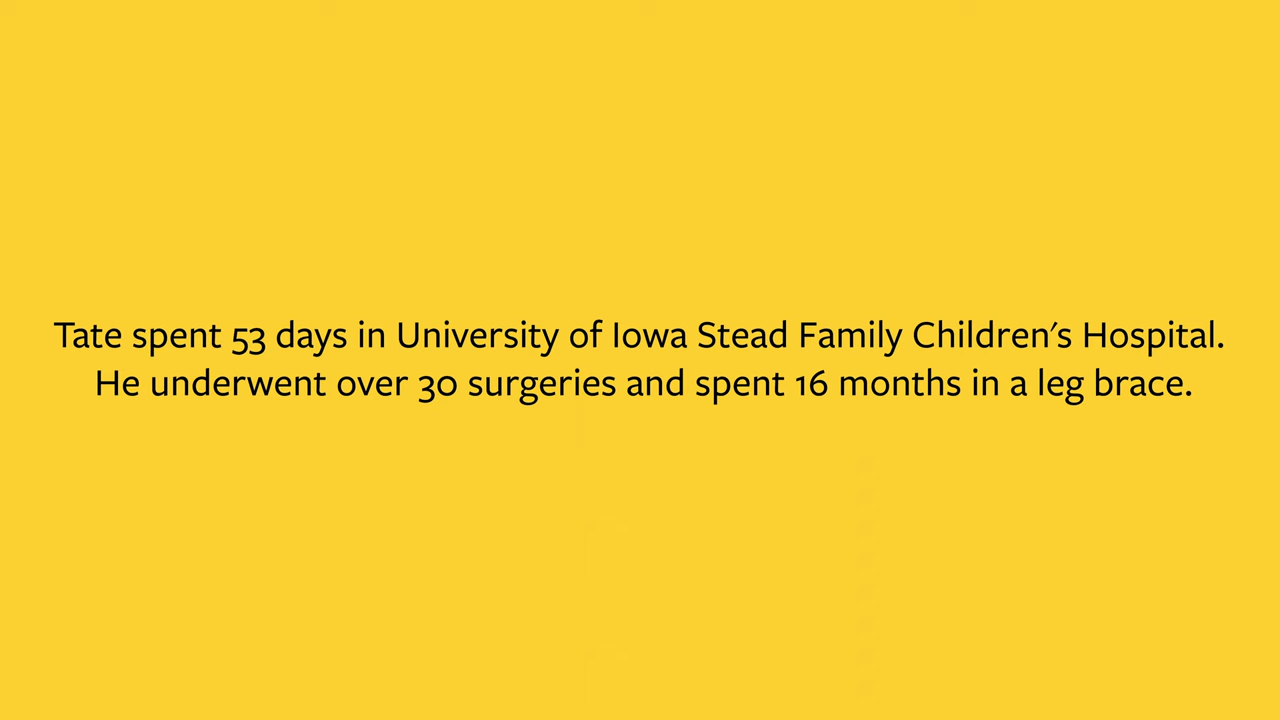 Tate spent 53 days in University of Iowa Stead Family Children's Hospital.
He underwent over 30 surgeries and spent 16 months in a leg brace.